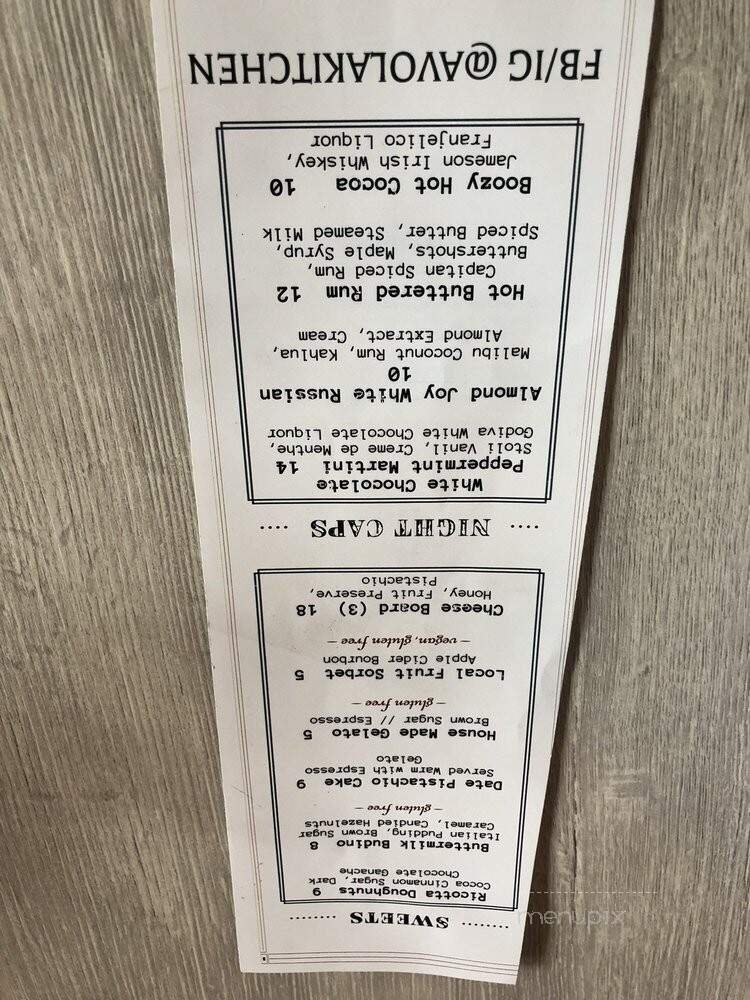 SWEETS
Ricotta Doughnuts 9
Cocoa Cinnamon Sugar, Dark
Chocolate Ganache
Buttermilk Budino 8
Italian Pudding, Brown Sugar
Caramel, Candied Hazelnuts
– gluten free –
Date Pistachio Cake 9
Served Warm with Espresso
Gelato
House Made Gelato 5
Brown Sugar // Espresso
– gluten free –
Local Fruit Sorbet 5
Apple Cider Bourbon
– vegan, gluten free –
Cheese Board (3) 18
Honey, Fruit Preserve,
Pistachio
NIGHT CAPS
White Chocolate
Peppermint Martini 14
Stoli Vanil, Creme de Menthe,
Godiva White Chocolate Liquor
Almond Joy White Russian
10
Malibu Coconut Rum, Kahlua,
Almond Extract, Cream
Hot Buttered Rum 12
Capitan Spiced Rum,
Buttershots, Maple Syrup,
Spiced Butter, Steamed Milk
Boozy Hot Cocoa 10
Jameson Irish Whiskey,
Franjelico Liquor
FB/IG @AVOLAKITCHEN
menupix